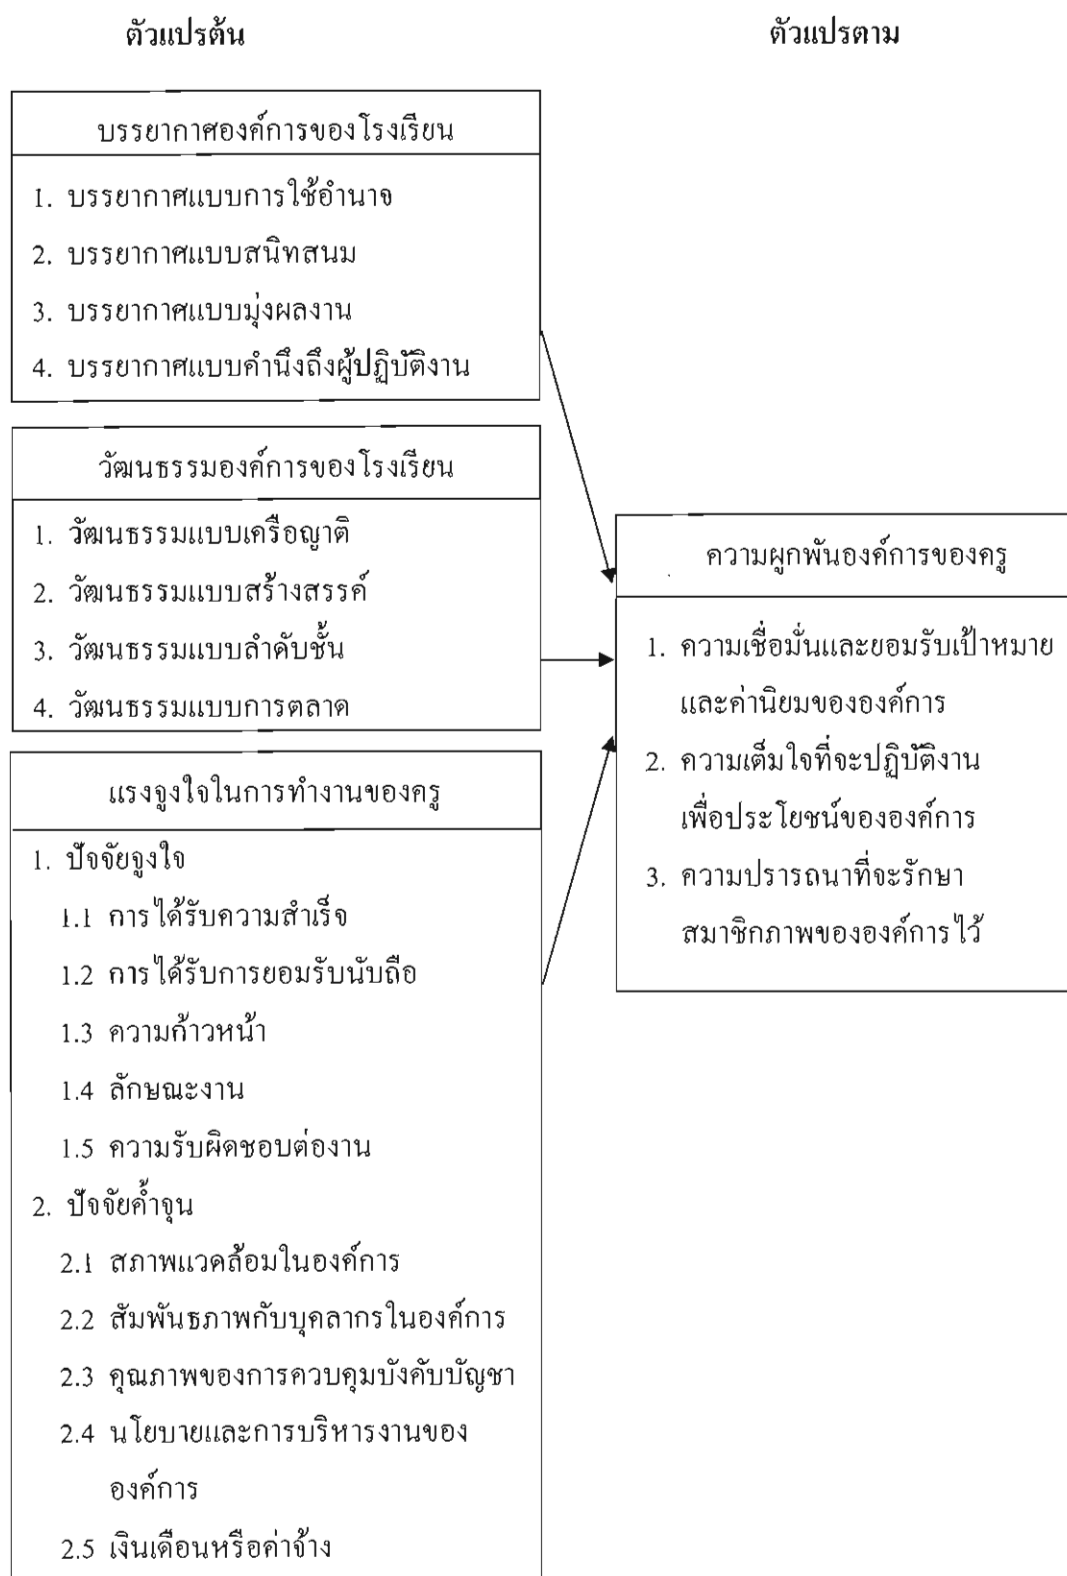 ตัวแปรต้น
ตัวแปรตาม
บรรยากาศองค์การของโรงเรียน
1. บรรยากาศแบบการใช้อำนาจ
2. บรรยากาศแบบสนิทสนม
3. บรรยากาศแบบมุ่งผลงาน
4. บรรยากาศแบบคำนึงถึงผู้ปฏิบัติงาน
วัฒนธรรมองค์การของโรงเรียน
1. วัฒนธรรมแบบเครือญาติ
2. วัฒนธรรมแบบสร้างสรรค์
3. วัฒนธรรมแบบลำดับชั้น
4. วัฒนธรรมแบบการตลาด
แรงจูงใจในการทำงานของครู
1. ปัจจัยจูงใจ
1.1 การได้รับความสำเร็จ
1.2 การได้รับการยอมรับนับถือ
1.3 ความก้าวหน้า
1.4 ลักษณะงาน
1.5 ความรับผิดชอบต่องาน
2. ปัจจัยค้ำจุน
2.1 สภาพแวดล้อมในองค์การ
2.2 สัมพันธภาพกับบุคลากรในองค์การ
2.3 คุณภาพของการควบคุมบังคับบัญชา
2.4 นโยบายและการบริหารงานของ
องค์การ
2.5 เงินเดือนหรือค่าจ้าง
ความผูกพันองค์การของครู
1. ความเชื่อมั่นและยอมรับเป้าหมาย
และค่านิยมขององค์การ
2. ความเต็มใจที่จะปฏิบัติงาน
เพื่อประโยชน์ขององค์การ
3. ความปรารถนาที่จะรักษา
สมาชิกภาพขององค์การไว้